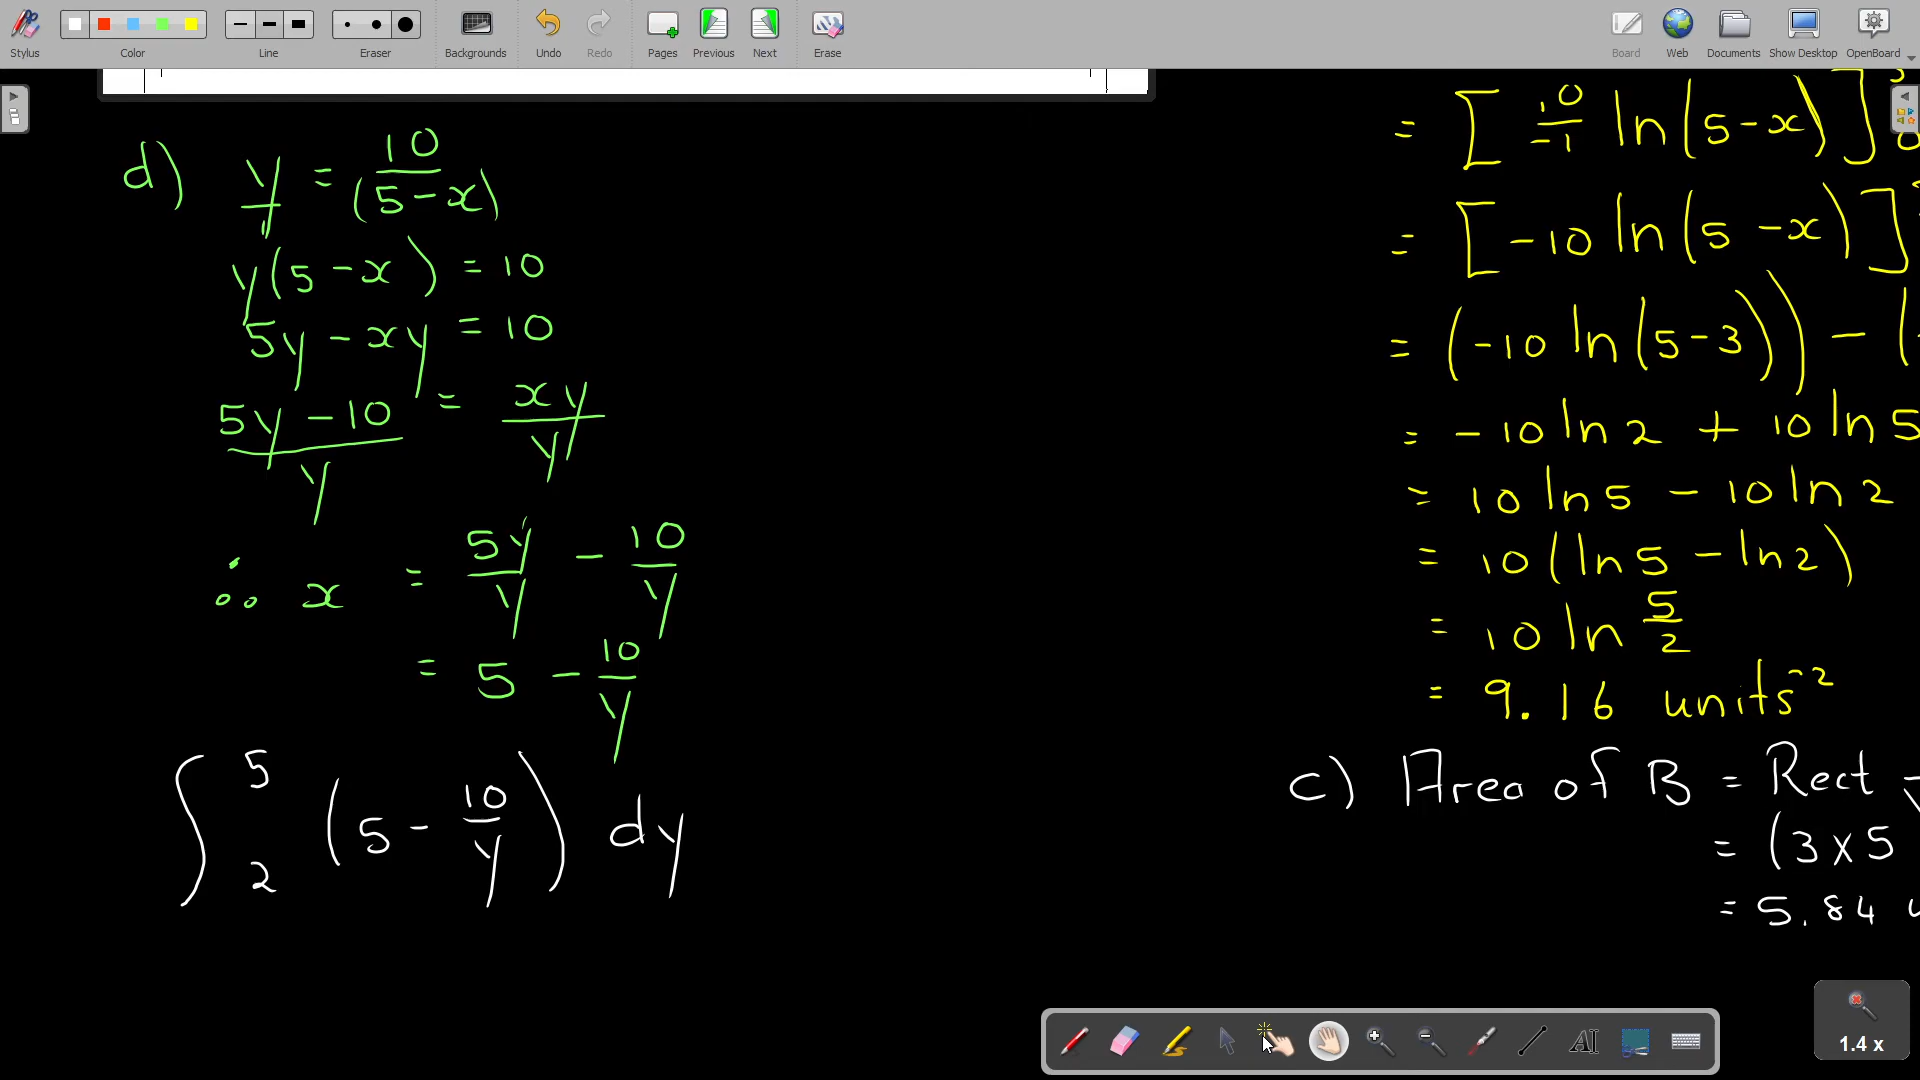 Stylus Color Line Eraser Backgrounds Undo Redo Pages Previous Next Erase Board Web Documents Show Desktop OpenBoard
d) y = 10/(5 - x)
y(5 - x) = 10
5y - xy = 10
(5y - 10)/y = xy/y
∴ x = 5y/y - 10/y
= 5 - 10/y
∫₂⁵ (5 - 10/y) dy
= [10/-1 ln(5 - x)]³₀
= [-10 ln(5 - x)]
= (-10 ln(5 - 3)) - (
= -10 ln 2 + 10 ln 5
= 10 ln 5 - 10 ln 2
= 10(ln 5 - ln 2)
= 10 ln 5/2
= 9.16 units⁻²
c) Area of B = Rect -
= (3 x 5
= 5.84 u
1.4 x